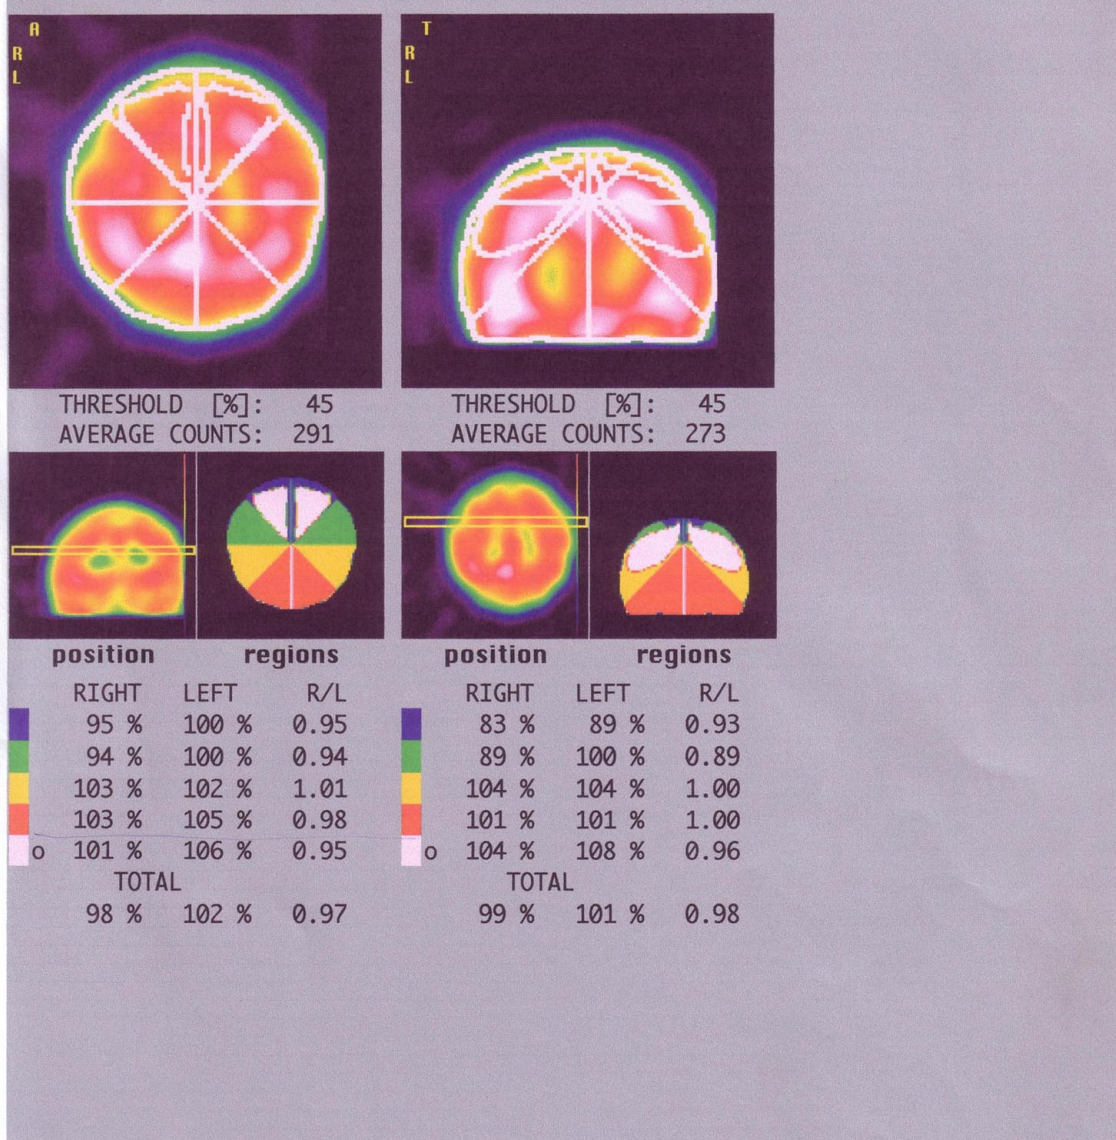 A
R
L
T
R
L
THRESHOLD [%]: 45
AVERAGE COUNTS: 291
THRESHOLD [%]: 45
AVERAGE COUNTS: 273
position regions
position regions
RIGHT LEFT R/L
95 % 100 % 0.95
94 % 100 % 0.94
103 % 102 % 1.01
103 % 105 % 0.98
o 101 % 106 % 0.95
TOTAL
98 % 102 % 0.97
RIGHT LEFT R/L
83 % 89 % 0.93
89 % 100 % 0.89
104 % 104 % 1.00
101 % 101 % 1.00
o 104 % 108 % 0.96
TOTAL
99 % 101 % 0.98